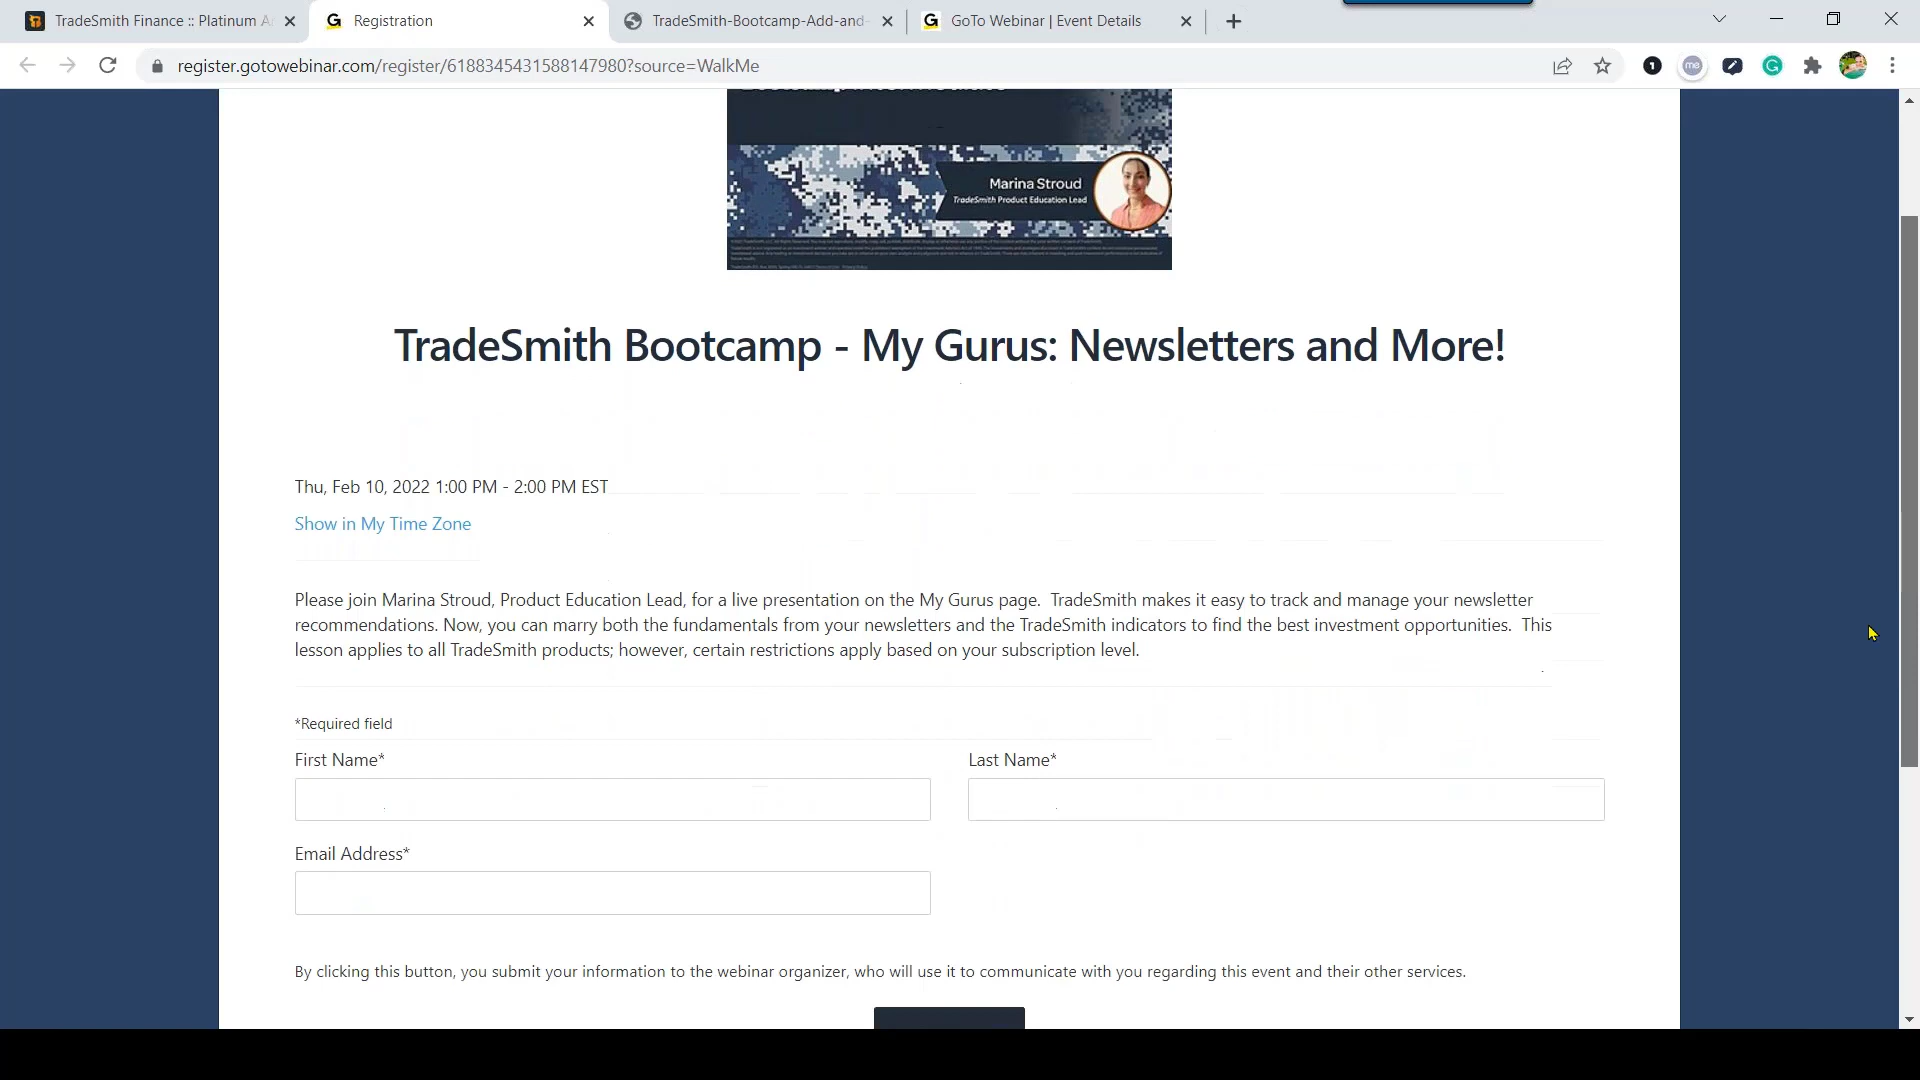 TradeSmith Finance :: Platinum
Registration
TradeSmith-Bootcamp-Add-and-
GoTo Webinar | Event Details
register.gotowebinar.com/register/6188345431588147980?source=WalkMe
Marina Stroud
TradeSmith Product Education Lead
TradeSmith Bootcamp - My Gurus: Newsletters and More!
Thu, Feb 10, 2022 1:00 PM - 2:00 PM EST
Show in My Time Zone
Please join Marina Stroud, Product Education Lead, for a live presentation on the My Gurus page.  TradeSmith makes it easy to track and manage your newsletter
recommendations. Now, you can marry both the fundamentals from your newsletters and the TradeSmith indicators to find the best investment opportunities.  This
lesson applies to all TradeSmith products; however, certain restrictions apply based on your subscription level.
*Required field
First Name*
Last Name*
Email Address*
By clicking this button, you submit your information to the webinar organizer, who will use it to communicate with you regarding this event and their other services.